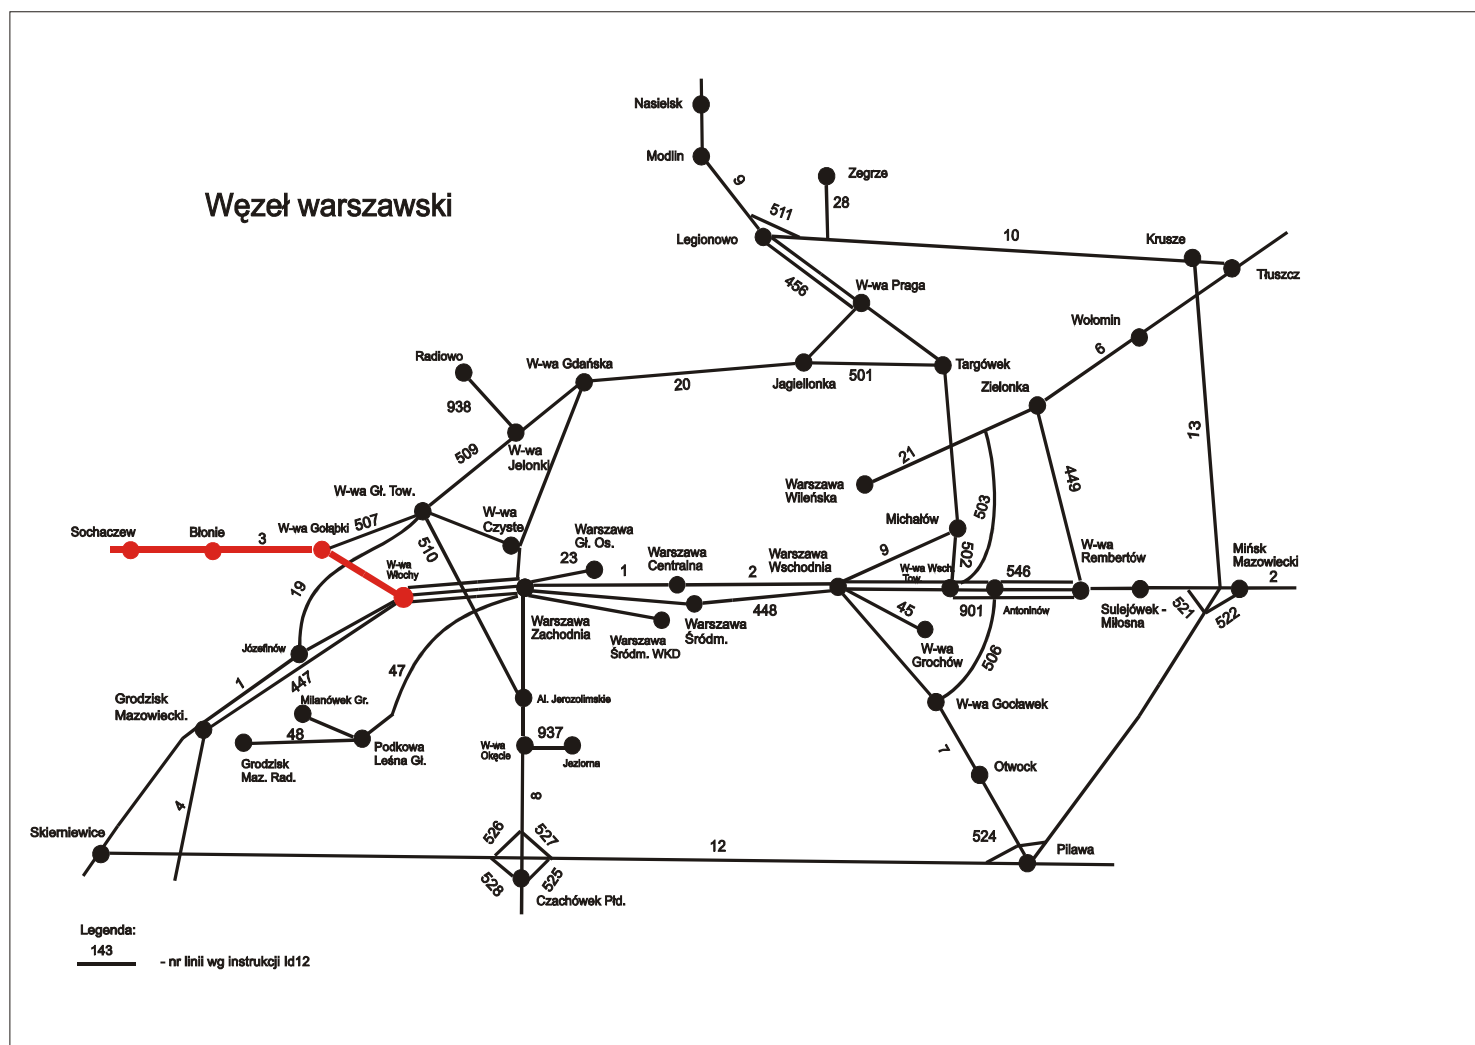 Nasielsk
Modlin
9
Zegrze
28
Węzeł warszawski
511
Legionowo
10
Krusze
Tłuszcz
456
W-wa Praga
Wołomin
6
Radiowo
W-wa Gdańska
20
Jagiellonka
501
Targówek
Zielonka
938
13
509
W-wa
Jelonki
21
Warszawa
Wileńska
449
503
W-wa Gł. Tow.
W-wa
Czyste
Michałów
Sochaczew
Błonie
3
W-wa Gołąbki
507
510
W-wa
Włochy
Warszawa
Gł. Os.
23
1
Warszawa
Centralna
2
Warszawa
Wschodnia
9
502
W-wa Wsch.
Tow.
546
W-wa
Rembertów
Mińsk
Mazowiecki
2
19
448
45
901
Antoninów
Sulejówek -
Miłosna
521
522
Warszawa
Zachodnia
Warszawa
Śródm. WKD
Warszawa
Śródm.
W-wa
Grochów
506
Józefinów
1
447
47
Grodzisk
Mazowiecki.
Milanówek Gr.
48
Grodzisk
Maz. Rad.
Podkowa
Leśna Gł.
Al. Jerozolimskie
W-wa
Okęcie
937
Jeziorna
W-wa Gocławek
7
Otwock
4
8
Skierniewice
526
527
12
524
Pilawa
528
525
Czachówek Płd.
Legenda:
143
- nr linii wg instrukcji Id12